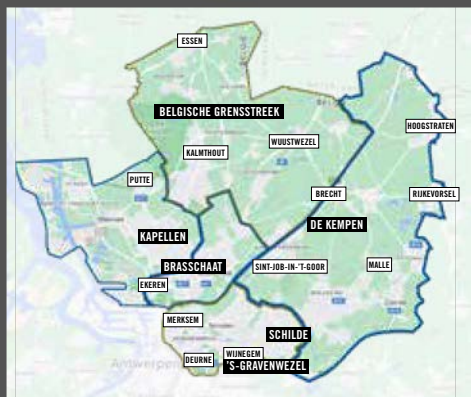 ESSEN
BELGISCHE GRENSSTREEK
HOOGSTRATEN
WUUSTWEZEL
KALMTHOUT
PUTTE
BRECHT
RIJKEVORSEL
DE KEMPEN
KAPELLEN
BRASSCHAAT
SINT-JOB-IN-'T-GOOR
MALLE
EKEREN
MERKSEM
SCHILDE
WIJNEGEM
DEURNE
'S-GRAVENWEZEL
Antwerpen